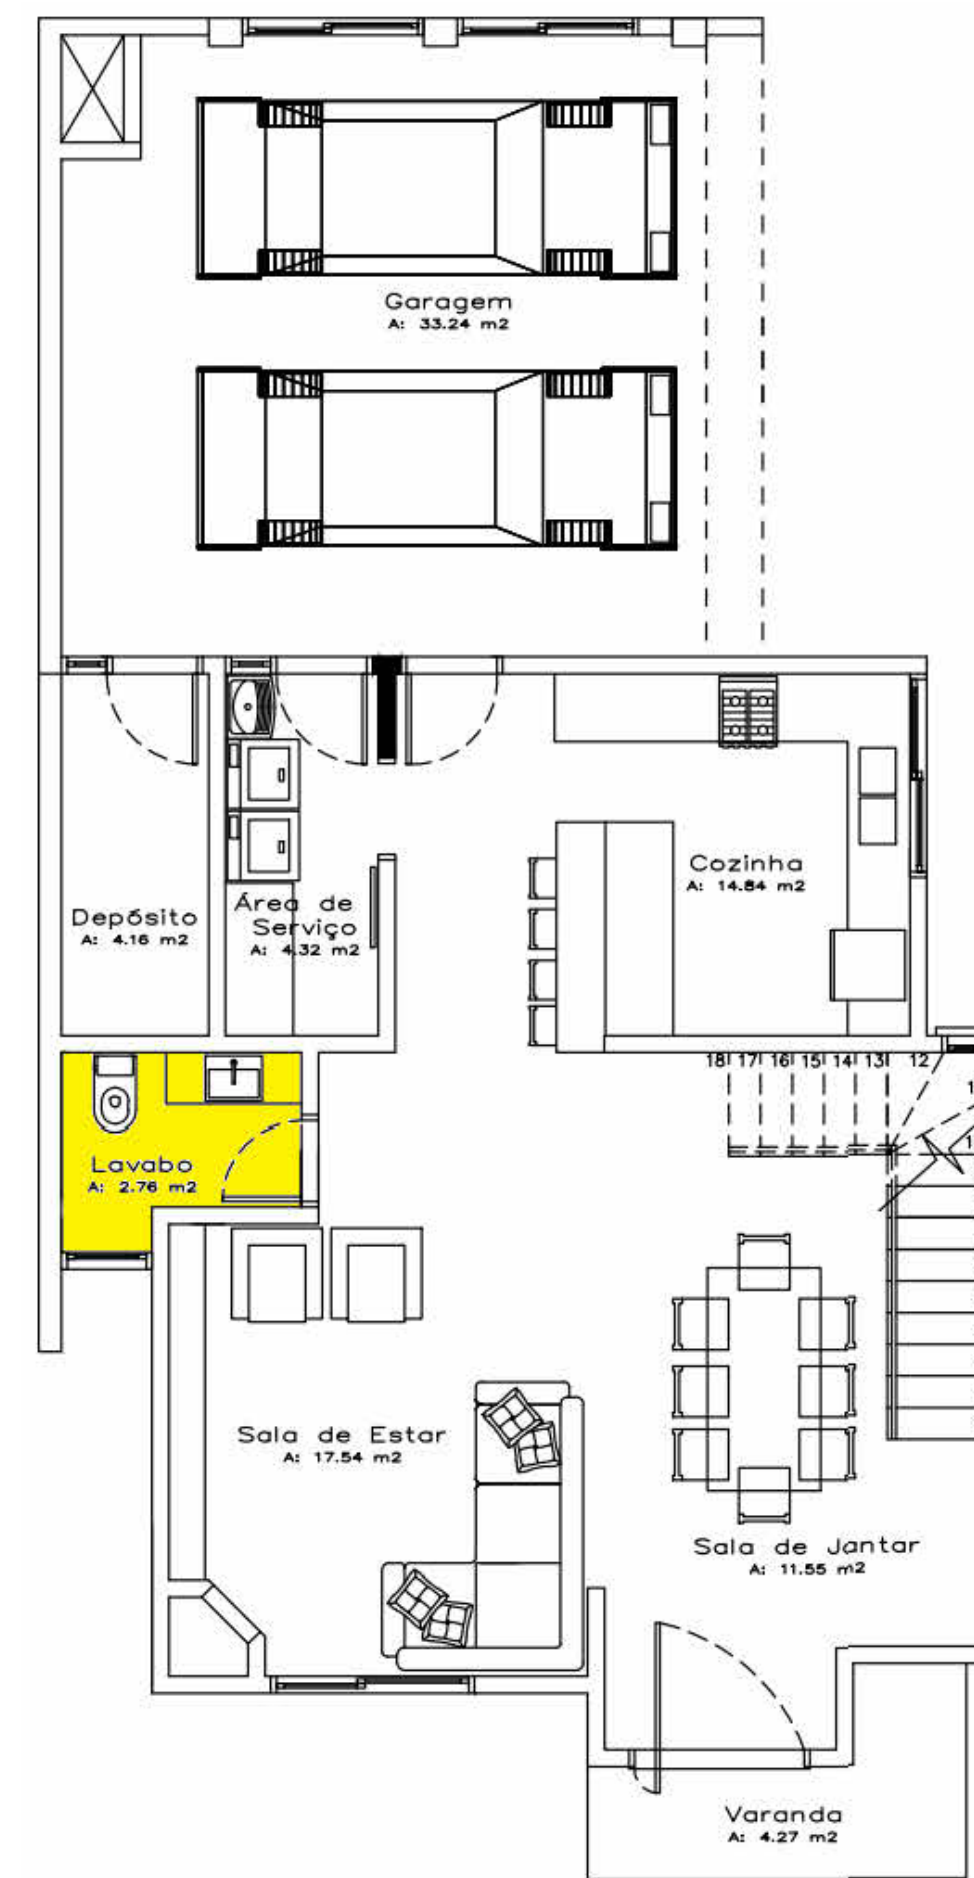 Garagem
A: 33.24 m2
Cozinha
A: 14.84 m2
Área de
Serviço
A: 4.32 m2
Depósito
A: 4.16 m2
18 17 16 15 14 13 12
Lavabo
A: 2.76 m2
Sala de Estar
A: 17.54 m2
Sala de Jantar
A: 11.55 m2
Varanda
A: 4.27 m2